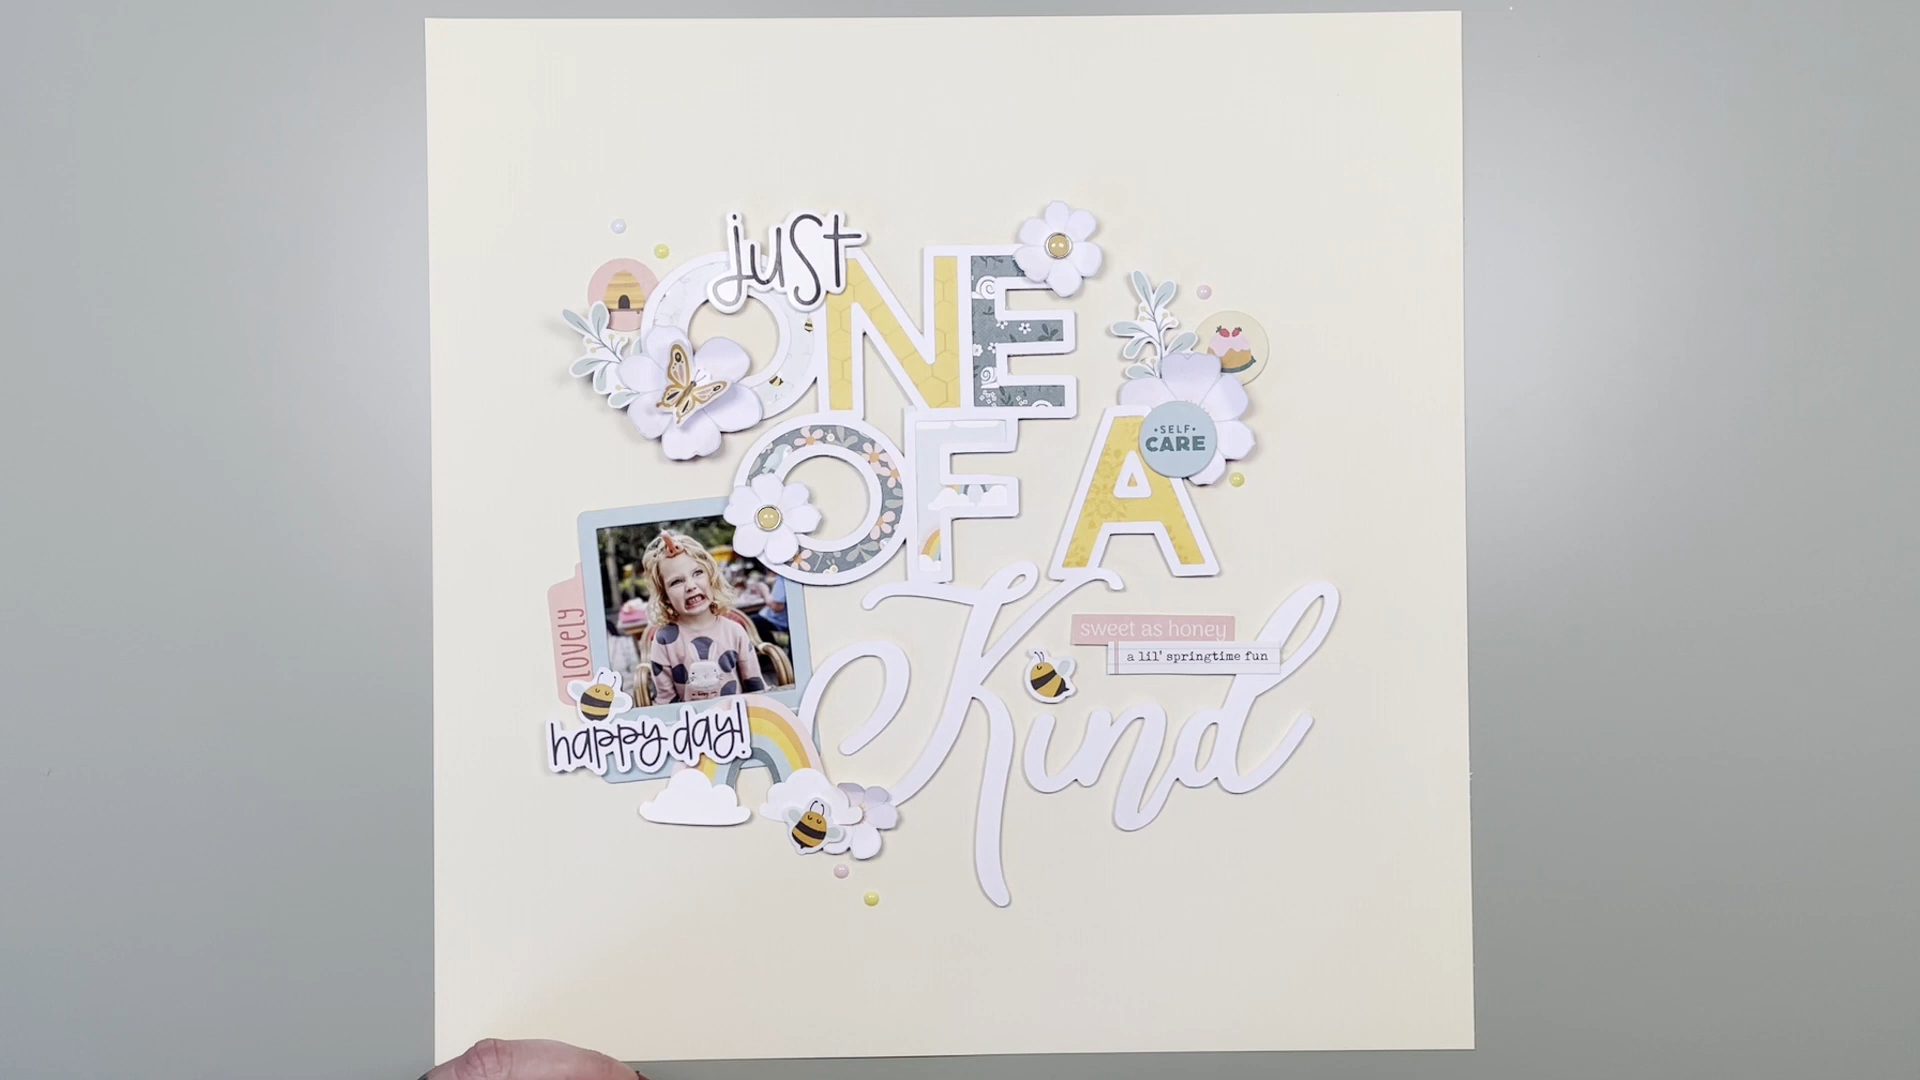 just
ONE
OF A
Kind
·SELF·
CARE
LOVELY
happy day!
sweet as honey
a lil' springtime fun